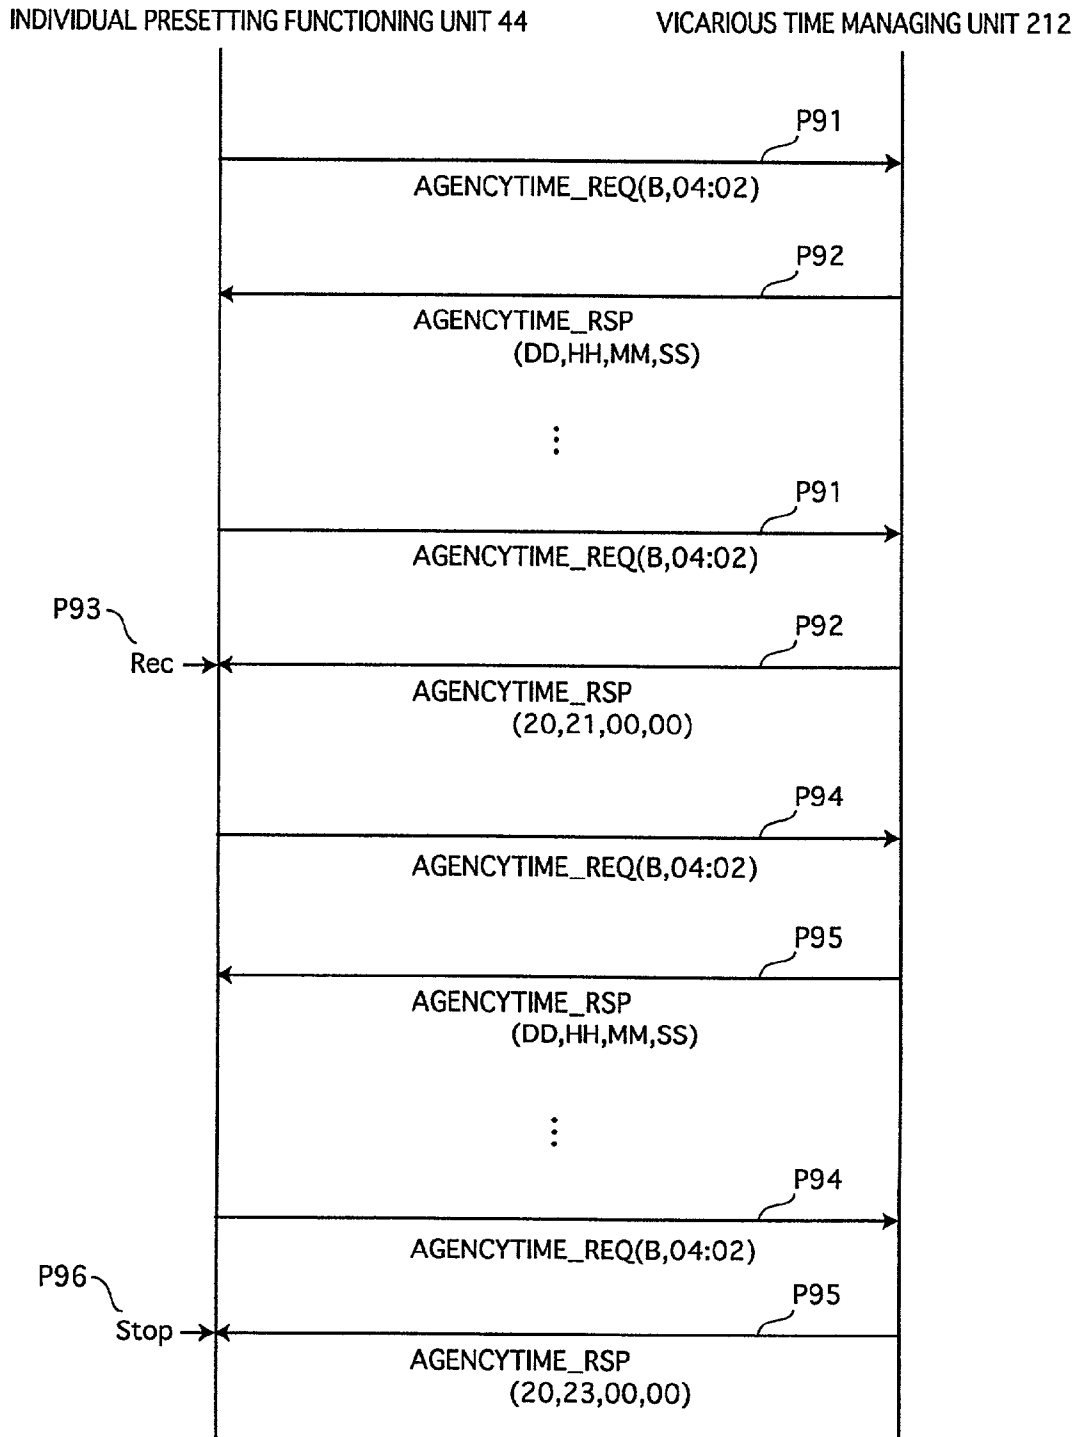 INDIVIDUAL PRESETTING FUNCTIONING UNIT 44
VICARIOUS TIME MANAGING UNIT 212
P91
AGENCYTIME_REQ(B,04:02)
P92
AGENCYTIME_RSP
(DD,HH,MM,SS)
P91
AGENCYTIME_REQ(B,04:02)
P93
Rec
P92
AGENCYTIME_RSP
(20,21,00,00)
P94
AGENCYTIME_REQ(B,04:02)
P95
AGENCYTIME_RSP
(DD,HH,MM,SS)
P94
AGENCYTIME_REQ(B,04:02)
P96
Stop
P95
AGENCYTIME_RSP
(20,23,00,00)